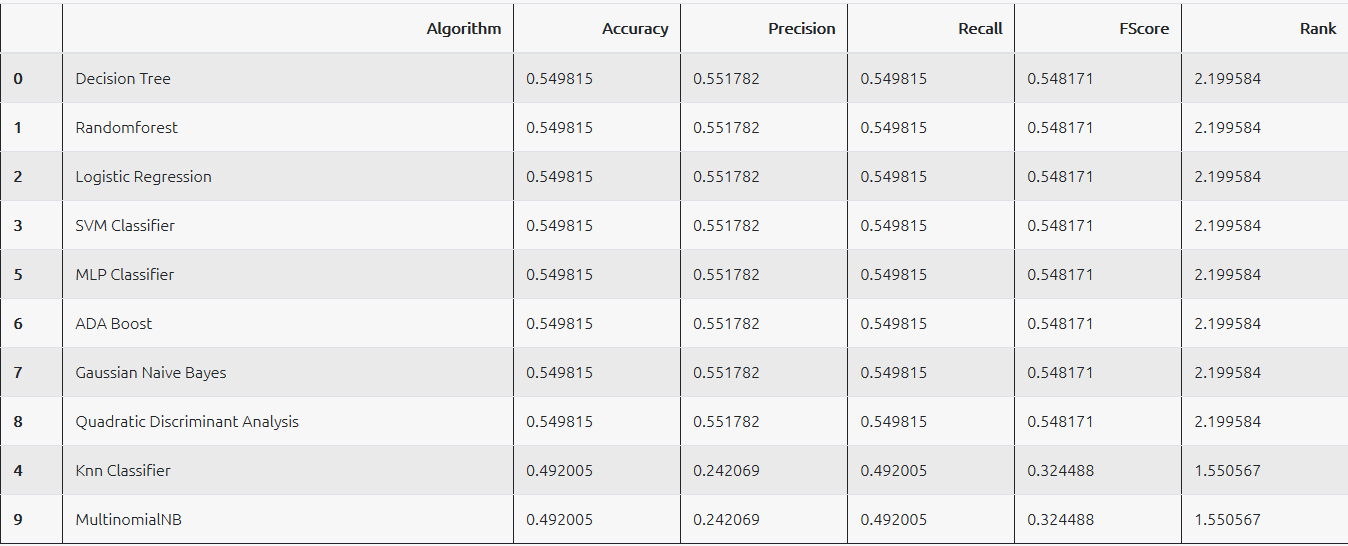 Algorithm Accuracy Precision Recall FScore Rank
0 Decision Tree 0.549815 0.551782 0.549815 0.548171 2.199584
1 Randomforest 0.549815 0.551782 0.549815 0.548171 2.199584
2 Logistic Regression 0.549815 0.551782 0.549815 0.548171 2.199584
3 SVM Classifier 0.549815 0.551782 0.549815 0.548171 2.199584
5 MLP Classifier 0.549815 0.551782 0.549815 0.548171 2.199584
6 ADA Boost 0.549815 0.551782 0.549815 0.548171 2.199584
7 Gaussian Naive Bayes 0.549815 0.551782 0.549815 0.548171 2.199584
8 Quadratic Discriminant Analysis 0.549815 0.551782 0.549815 0.548171 2.199584
4 Knn Classifier 0.492005 0.242069 0.492005 0.324488 1.550567
9 MultinomialNB 0.492005 0.242069 0.492005 0.324488 1.550567